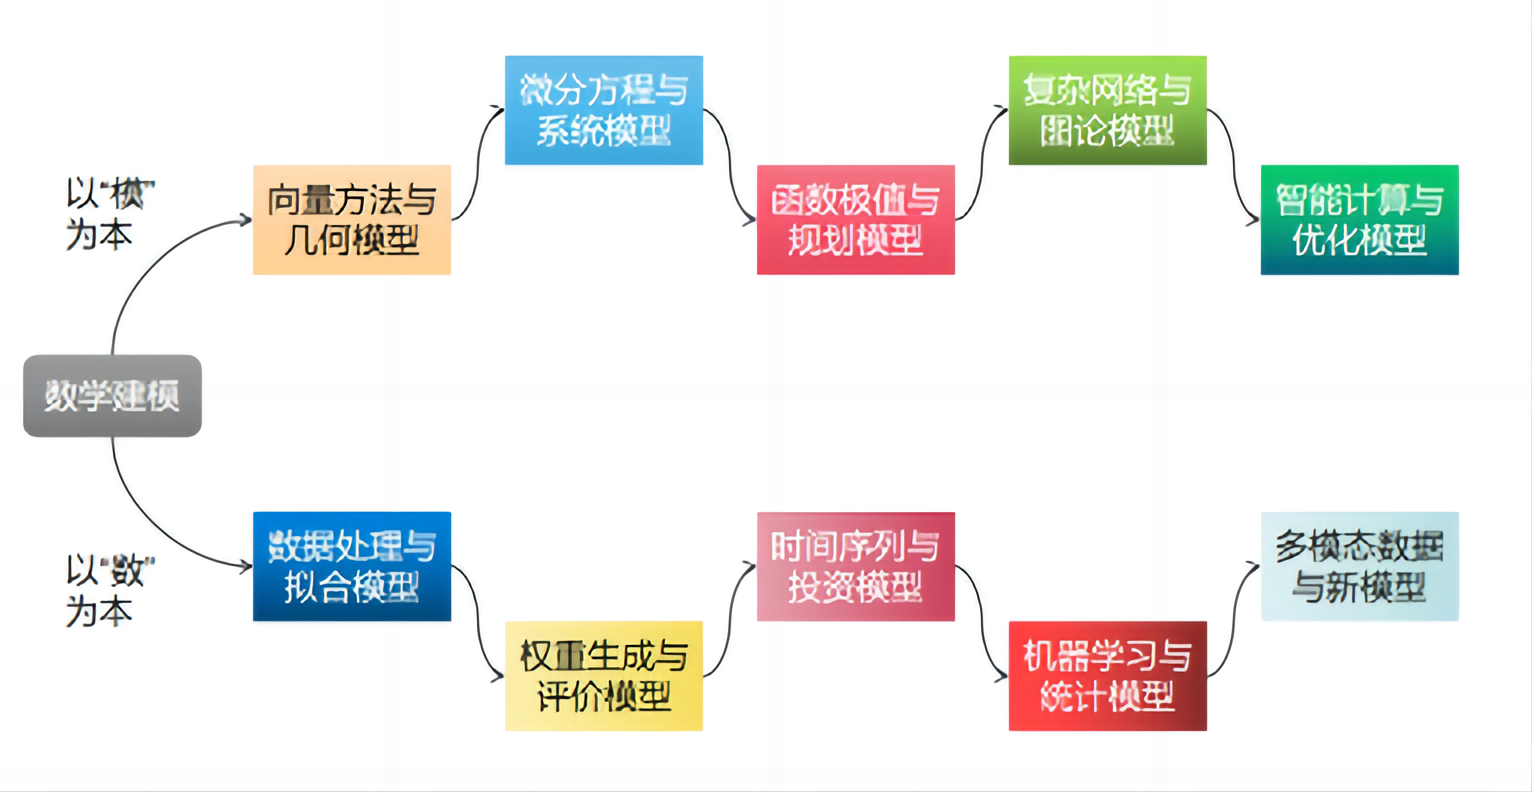 以“模”
为本
向量方法与
几何模型
微分方程与
系统模型
函数极值与
规划模型
复杂网络与
图论模型
智能计算与
优化模型
数学建模
以“数”
为本
数据处理与
拟合模型
权重生成与
评价模型
时间序列与
投资模型
机器学习与
统计模型
多模态数据
与新模型